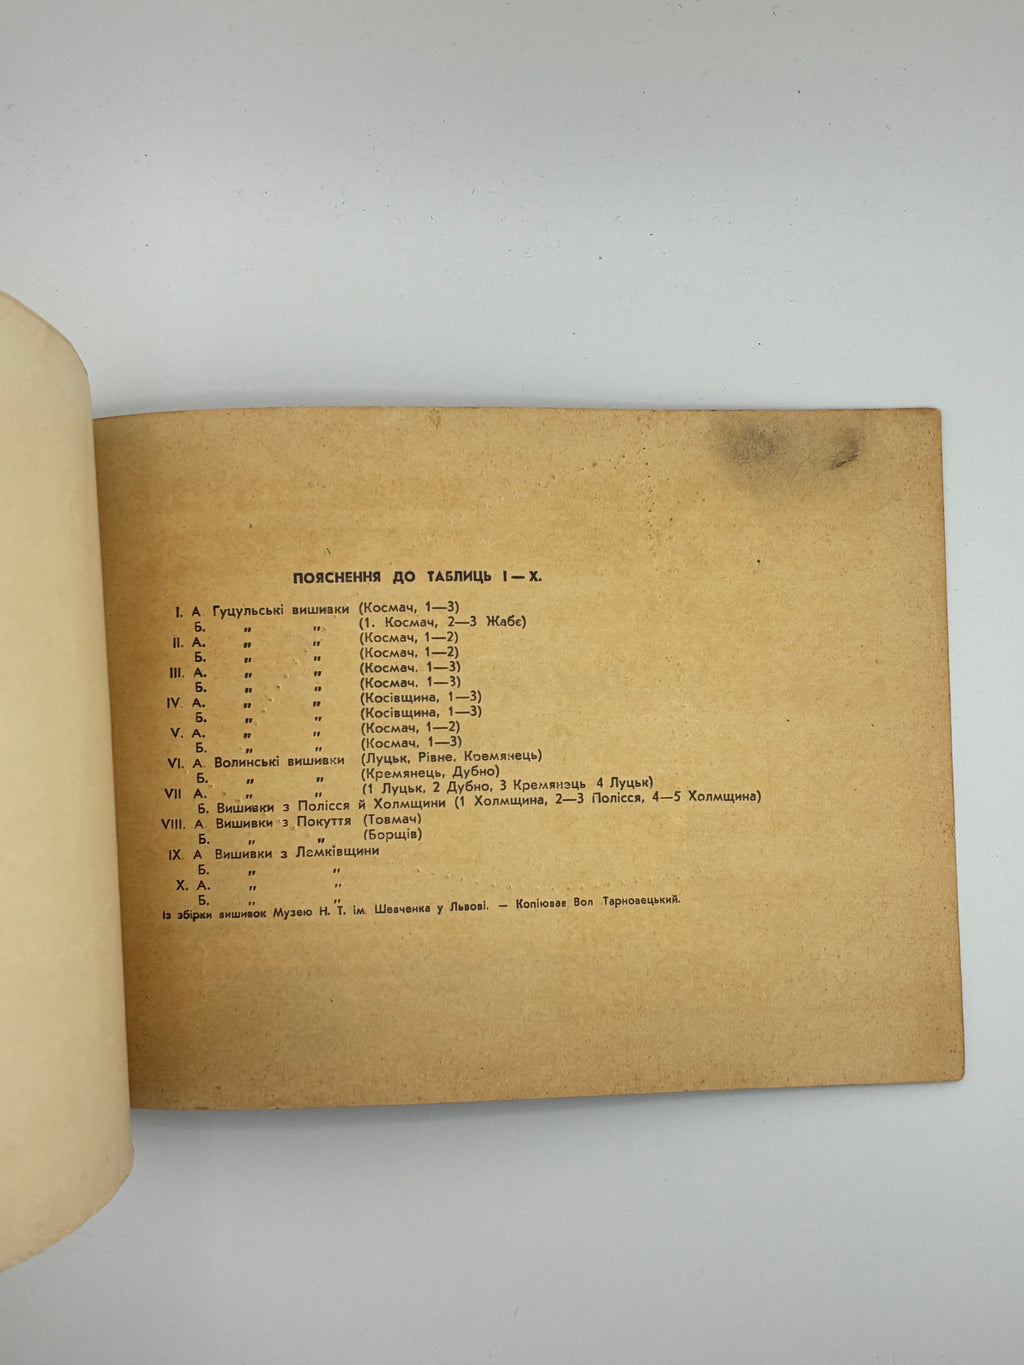 ПОЯСНЕННЯ ДО ТАБЛИЦЬ I—X.
I. А Гуцульські вишивки (Космач, 1—3)
Б. „ „ (1. Космач, 2—3 Жабє)
II. А. „ „ (Космач, 1—2)
Б. „ „ (Космач, 1—2)
III. А. „ „ (Космач. 1—3)
Б. „ „ (Космач. 1—3)
IV. А. „ „ (Косівщина, 1—3)
Б. „ „ (Косівщина, 1—3)
V. А. „ „ (Космач, 1—2)
Б. „ „ (Космач, 1—3)
VI. А. Волинські вишивки (Луцьк, Рівне, Кремянець)
Б. „ „ (Кремянець, Дубно)
VII А. „ „ (1 Луцьк, 2 Дубно, 3 Кремянэць 4 Луцьк)
Б. Вишивки з Полісся й Холмщини (1 Холмщина, 2—3 Полісся, 4—5 Холмщина)
VIII. А. Вишивки з Покуття (Товмач)
Б. „ „ (Борщів)
IX. А Вишивки з Лемківщини
Б. „ „
X. А. „ „
Б. „ „
Із збірки вишивок Музею Н. Т. ім. Шевченка у Львові. — Копіював Вол Тарновецький.